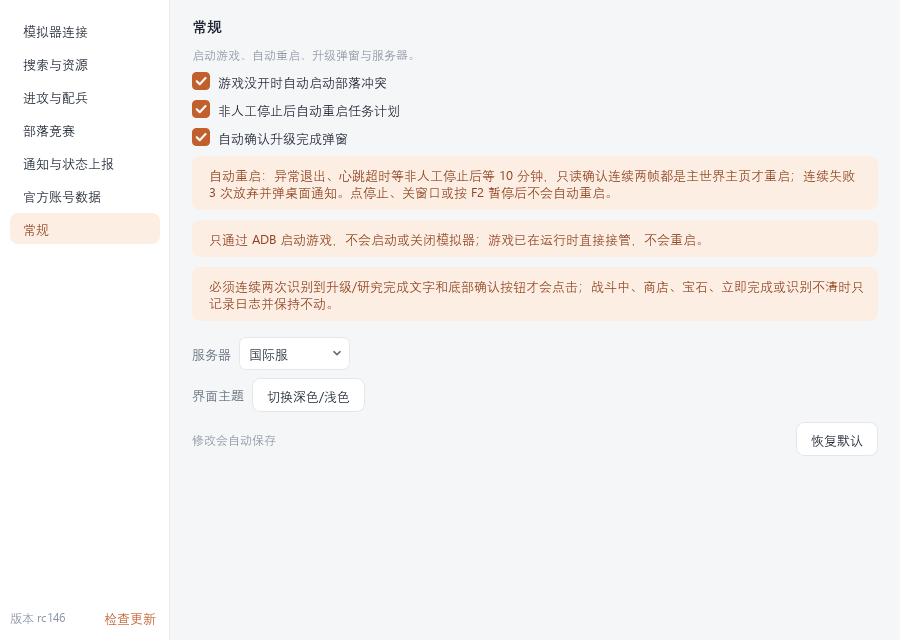 模拟器连接
搜索与资源
进攻与配兵
部落竞赛
通知与状态上报
官方账号数据
常规
版本 rc146
检查更新
常规
启动游戏、自动重启、升级弹窗与服务器。
游戏没开时自动启动部落冲突
非人工停止后自动重启任务计划
自动确认升级完成弹窗
自动重启：异常退出、心跳超时等非人工停止后等 10 分钟，只读确认连续两帧都是主世界主页才重启；连续失败
3 次放弃并弹桌面通知。点停止、关窗口或按 F2 暂停后不会自动重启。
只通过 ADB 启动游戏，不会启动或关闭模拟器；游戏已在运行时直接接管，不会重启。
必须连续两次识别到升级/研究完成文字和底部确认按钮才会点击；战斗中、商店、宝石、立即完成或识别不清时只
记录日志并保持不动。
服务器
国际服
界面主题
切换深色/浅色
修改会自动保存
恢复默认